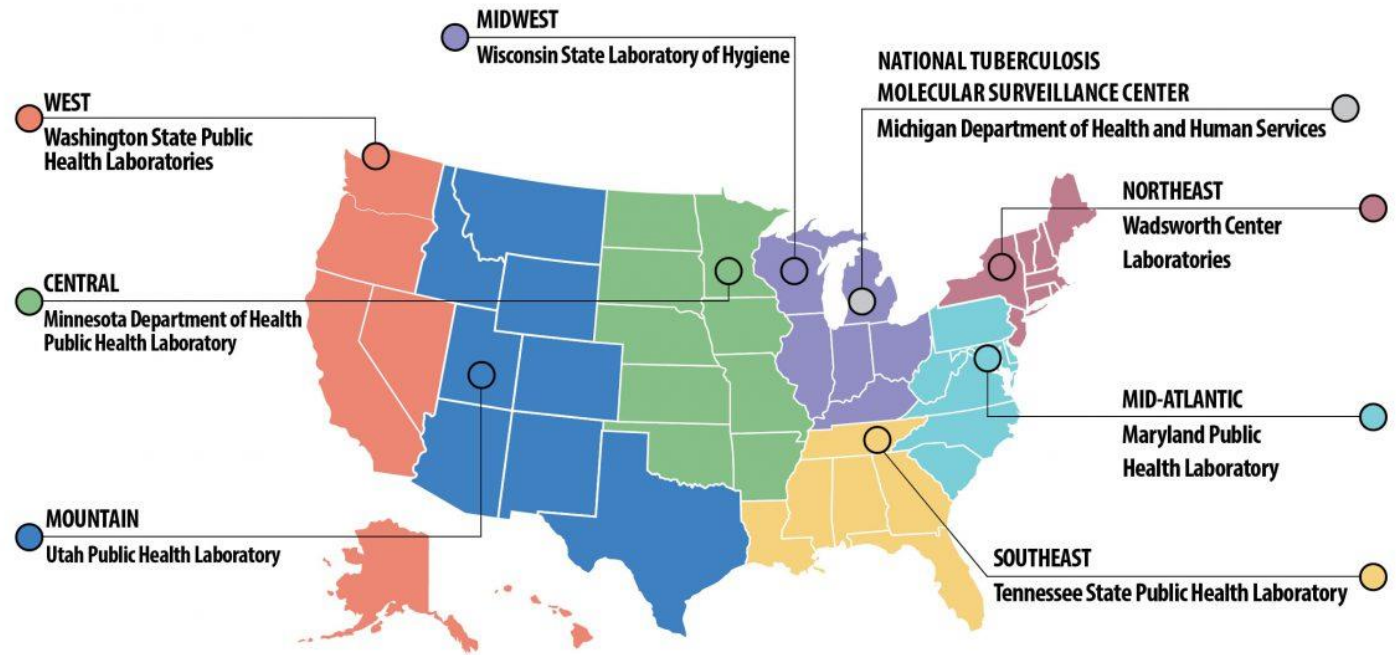 MIDWEST
Wisconsin State Laboratory of Hygiene
NATIONAL TUBERCULOSIS
MOLECULAR SURVEILLANCE CENTER
Michigan Department of Health and Human Services
WEST
Washington State Public
Health Laboratories
NORTHEAST
Wadsworth Center
Laboratories
CENTRAL
Minnesota Department of Health
Public Health Laboratory
MID-ATLANTIC
Maryland Public
Health Laboratory
MOUNTAIN
Utah Public Health Laboratory
SOUTHEAST
Tennessee State Public Health Laboratory